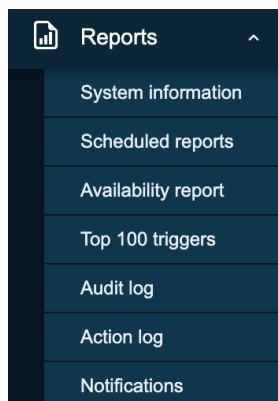 Reports
System information
Scheduled reports
Availability report
Top 100 triggers
Audit log
Action log
Notifications